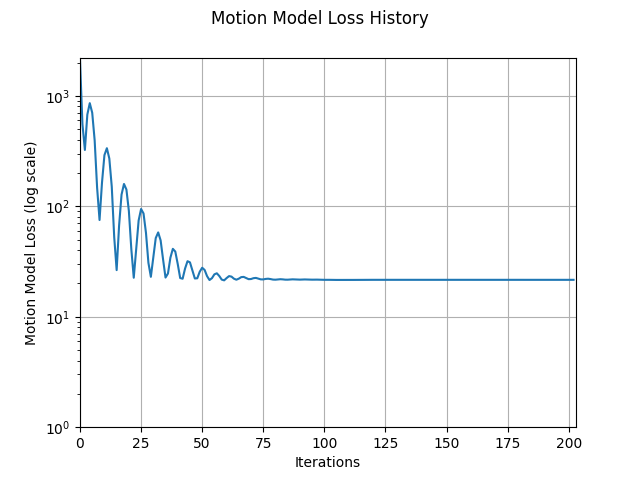 Motion Model Loss History
Motion Model Loss (log scale)
10³
10²
10¹
10⁰
0 25 50 75 100 125 150 175 200
Iterations